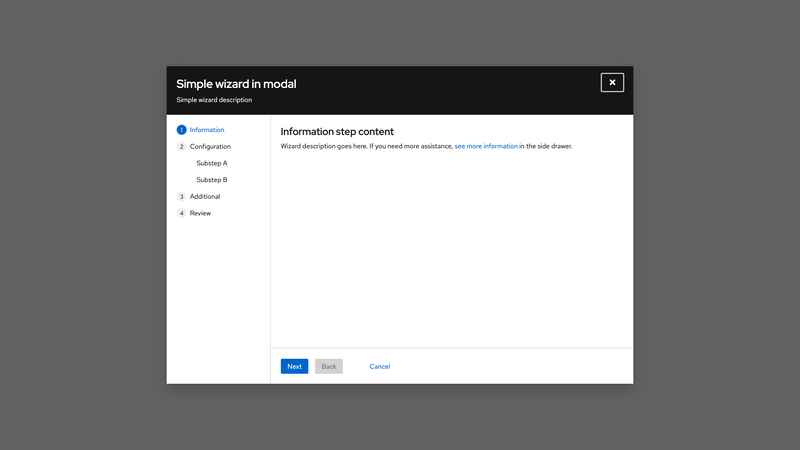 Simple wizard in modal
Simple wizard description
1 Information
2 Configuration
Substep A
Substep B
3 Additional
4 Review
Information step content
Wizard description goes here. If you need more assistance, see more information in the side drawer.
Next Back Cancel